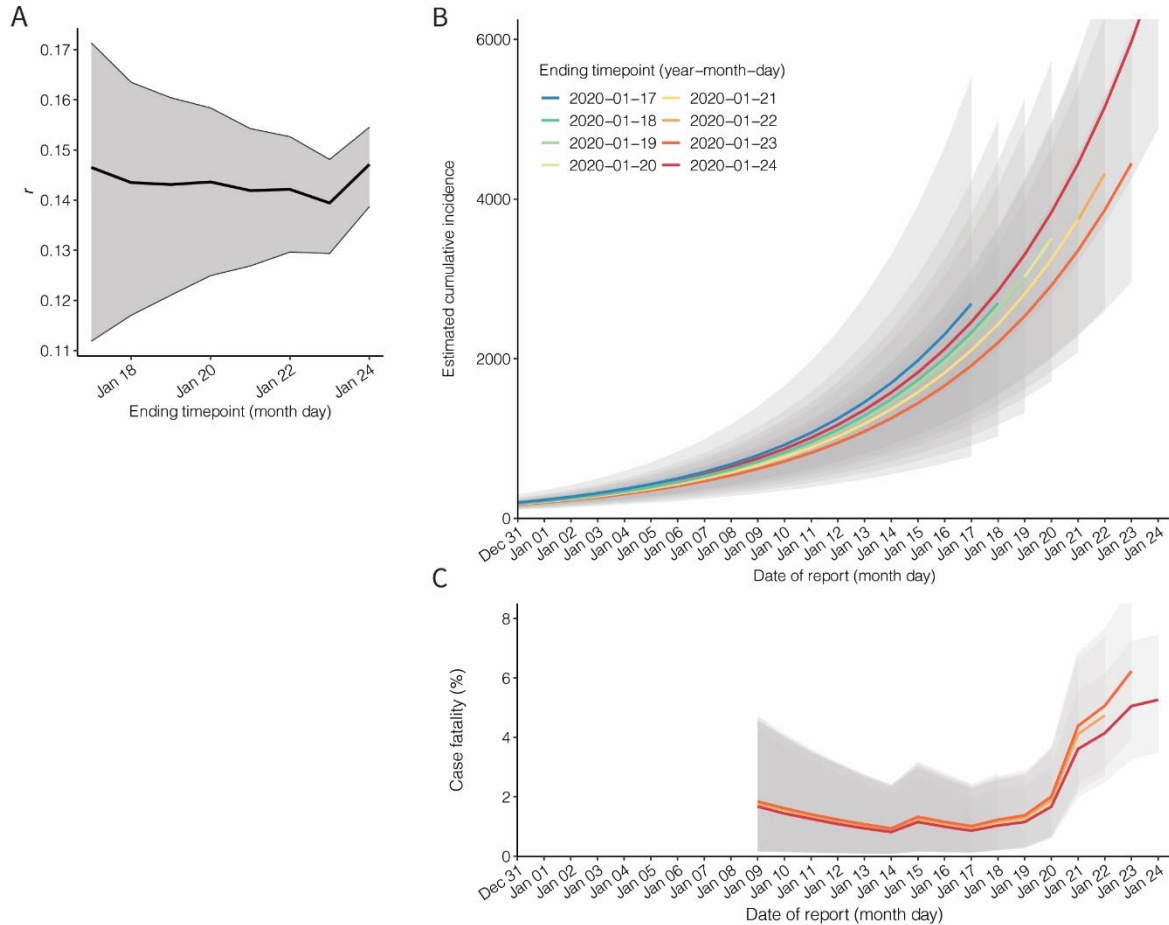 A
0.17
0.16
0.15
0.14
0.13
0.12
0.11
r
Jan 18
Jan 20
Jan 22
Jan 24
Ending timepoint (month day)
B
6000
4000
2000
0
Estimated cumulative incidence
Ending timepoint (year-month-day)
2020-01-17
2020-01-18
2020-01-19
2020-01-20
2020-01-21
2020-01-22
2020-01-23
2020-01-24
Dec 31
Jan 01
Jan 02
Jan 03
Jan 04
Jan 05
Jan 06
Jan 07
Jan 08
Jan 09
Jan 10
Jan 11
Jan 12
Jan 13
Jan 14
Jan 15
Jan 16
Jan 17
Jan 18
Jan 19
Jan 20
Jan 21
Jan 22
Jan 23
Jan 24
Date of report (month day)
C
8
6
4
2
0
Case fatality (%)
Dec 31
Jan 01
Jan 02
Jan 03
Jan 04
Jan 05
Jan 06
Jan 07
Jan 08
Jan 09
Jan 10
Jan 11
Jan 12
Jan 13
Jan 14
Jan 15
Jan 16
Jan 17
Jan 18
Jan 19
Jan 20
Jan 21
Jan 22
Jan 23
Jan 24
Date of report (month day)